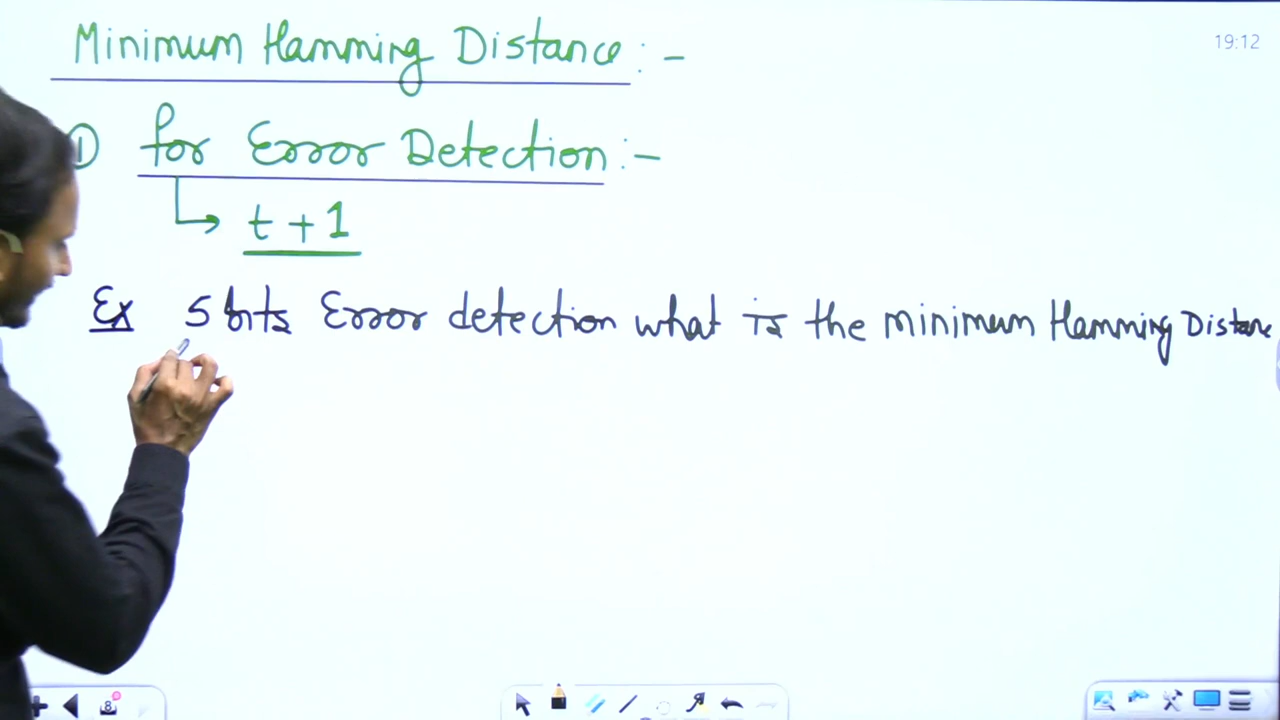 Minimum Hamming Distance :-
19:12
① for Error Detection :-
t + 1
Ex 5 bits Error detection what is the minimum Hamming Distance
8